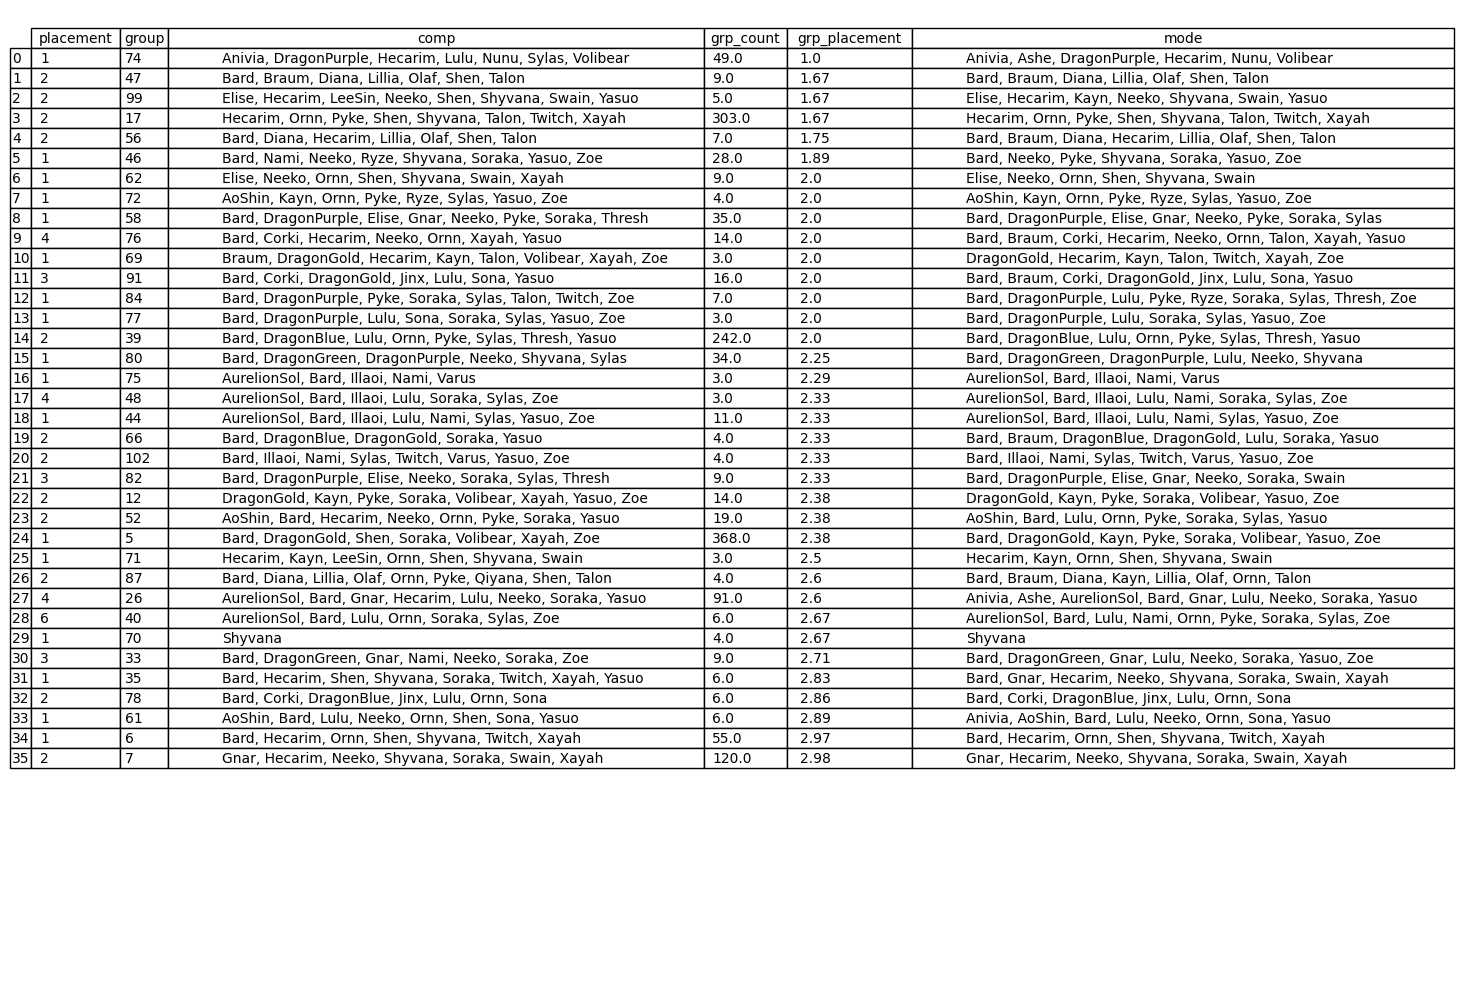 placement group comp grp_count grp_placement mode
0 1 74 Anivia, DragonPurple, Hecarim, Lulu, Nunu, Sylas, Volibear 49.0 1.0 Anivia, Ashe, DragonPurple, Hecarim, Nunu, Volibear
1 2 47 Bard, Braum, Diana, Lillia, Olaf, Shen, Talon 9.0 1.67 Bard, Braum, Diana, Lillia, Olaf, Shen, Talon
2 2 99 Elise, Hecarim, LeeSin, Neeko, Shen, Shyvana, Swain, Yasuo 5.0 1.67 Elise, Hecarim, Kayn, Neeko, Shyvana, Swain, Yasuo
3 2 17 Hecarim, Ornn, Pyke, Shen, Shyvana, Talon, Twitch, Xayah 303.0 1.67 Hecarim, Ornn, Pyke, Shen, Shyvana, Talon, Twitch, Xayah
4 2 56 Bard, Diana, Hecarim, Lillia, Olaf, Shen, Talon 7.0 1.75 Bard, Braum, Diana, Hecarim, Lillia, Olaf, Shen, Talon
5 1 46 Bard, Nami, Neeko, Ryze, Shyvana, Soraka, Yasuo, Zoe 28.0 1.89 Bard, Neeko, Pyke, Shyvana, Soraka, Yasuo, Zoe
6 1 62 Elise, Neeko, Ornn, Shen, Shyvana, Swain, Xayah 9.0 2.0 Elise, Neeko, Ornn, Shen, Shyvana, Swain
7 1 72 AoShin, Kayn, Ornn, Pyke, Ryze, Sylas, Yasuo, Zoe 4.0 2.0 AoShin, Kayn, Ornn, Pyke, Ryze, Sylas, Yasuo, Zoe
8 1 58 Bard, DragonPurple, Elise, Gnar, Neeko, Pyke, Soraka, Thresh 35.0 2.0 Bard, DragonPurple, Elise, Gnar, Neeko, Pyke, Soraka, Sylas
9 4 76 Bard, Corki, Hecarim, Neeko, Ornn, Xayah, Yasuo 14.0 2.0 Bard, Braum, Corki, Hecarim, Neeko, Ornn, Talon, Xayah, Yasuo
10 1 69 Braum, DragonGold, Hecarim, Kayn, Talon, Volibear, Xayah, Zoe 3.0 2.0 DragonGold, Hecarim, Kayn, Talon, Twitch, Xayah, Zoe
11 3 91 Bard, Corki, DragonGold, Jinx, Lulu, Sona, Yasuo 16.0 2.0 Bard, Braum, Corki, DragonGold, Jinx, Lulu, Sona, Yasuo
12 1 84 Bard, DragonPurple, Pyke, Soraka, Sylas, Talon, Twitch, Zoe 7.0 2.0 Bard, DragonPurple, Lulu, Pyke, Ryze, Soraka, Sylas, Thresh, Zoe
13 1 77 Bard, DragonPurple, Lulu, Sona, Soraka, Sylas, Yasuo, Zoe 3.0 2.0 Bard, DragonPurple, Lulu, Soraka, Sylas, Yasuo, Zoe
14 2 39 Bard, DragonBlue, Lulu, Ornn, Pyke, Sylas, Thresh, Yasuo 242.0 2.0 Bard, DragonBlue, Lulu, Ornn, Pyke, Sylas, Thresh, Yasuo
15 1 80 Bard, DragonGreen, DragonPurple, Neeko, Shyvana, Sylas 34.0 2.25 Bard, DragonGreen, DragonPurple, Lulu, Neeko, Shyvana
16 1 75 AurelionSol, Bard, Illaoi, Nami, Varus 3.0 2.29 AurelionSol, Bard, Illaoi, Nami, Varus
17 4 48 AurelionSol, Bard, Illaoi, Lulu, Soraka, Sylas, Zoe 3.0 2.33 AurelionSol, Bard, Illaoi, Lulu, Nami, Soraka, Sylas, Zoe
18 1 44 AurelionSol, Bard, Illaoi, Lulu, Nami, Sylas, Yasuo, Zoe 11.0 2.33 AurelionSol, Bard, Illaoi, Lulu, Nami, Sylas, Yasuo, Zoe
19 2 66 Bard, DragonBlue, DragonGold, Soraka, Yasuo 4.0 2.33 Bard, Braum, DragonBlue, DragonGold, Lulu, Soraka, Yasuo
20 2 102 Bard, Illaoi, Nami, Sylas, Twitch, Varus, Yasuo, Zoe 4.0 2.33 Bard, Illaoi, Nami, Sylas, Twitch, Varus, Yasuo, Zoe
21 3 82 Bard, DragonPurple, Elise, Neeko, Soraka, Sylas, Thresh 9.0 2.33 Bard, DragonPurple, Elise, Gnar, Neeko, Soraka, Swain
22 2 12 DragonGold, Kayn, Pyke, Soraka, Volibear, Xayah, Yasuo, Zoe 14.0 2.38 DragonGold, Kayn, Pyke, Soraka, Volibear, Yasuo, Zoe
23 2 52 AoShin, Bard, Hecarim, Neeko, Ornn, Pyke, Soraka, Yasuo 19.0 2.38 AoShin, Bard, Lulu, Ornn, Pyke, Soraka, Sylas, Yasuo
24 1 5 Bard, DragonGold, Shen, Soraka, Volibear, Xayah, Zoe 368.0 2.38 Bard, DragonGold, Kayn, Pyke, Soraka, Volibear, Yasuo, Zoe
25 1 71 Hecarim, Kayn, LeeSin, Ornn, Shen, Shyvana, Swain 3.0 2.5 Hecarim, Kayn, Ornn, Shen, Shyvana, Swain
26 2 87 Bard, Diana, Lillia, Olaf, Ornn, Pyke, Qiyana, Shen, Talon 4.0 2.6 Bard, Braum, Diana, Kayn, Lillia, Olaf, Ornn, Talon
27 4 26 AurelionSol, Bard, Gnar, Hecarim, Lulu, Neeko, Soraka, Yasuo 91.0 2.6 Anivia, Ashe, AurelionSol, Bard, Gnar, Lulu, Neeko, Soraka, Yasuo
28 6 40 AurelionSol, Bard, Lulu, Ornn, Soraka, Sylas, Zoe 6.0 2.67 AurelionSol, Bard, Lulu, Nami, Ornn, Pyke, Soraka, Sylas, Zoe
29 1 70 Shyvana 4.0 2.67 Shyvana
30 3 33 Bard, DragonGreen, Gnar, Nami, Neeko, Soraka, Zoe 9.0 2.71 Bard, DragonGreen, Gnar, Lulu, Neeko, Soraka, Yasuo, Zoe
31 1 35 Bard, Hecarim, Shen, Shyvana, Soraka, Twitch, Xayah, Yasuo 6.0 2.83 Bard, Gnar, Hecarim, Neeko, Shyvana, Soraka, Swain, Xayah
32 2 78 Bard, Corki, DragonBlue, Jinx, Lulu, Ornn, Sona 6.0 2.86 Bard, Corki, DragonBlue, Jinx, Lulu, Ornn, Sona
33 1 61 AoShin, Bard, Lulu, Neeko, Ornn, Shen, Sona, Yasuo 6.0 2.89 Anivia, AoShin, Bard, Lulu, Neeko, Ornn, Sona, Yasuo
34 1 6 Bard, Hecarim, Ornn, Shen, Shyvana, Twitch, Xayah 55.0 2.97 Bard, Hecarim, Ornn, Shen, Shyvana, Twitch, Xayah
35 2 7 Gnar, Hecarim, Neeko, Shyvana, Soraka, Swain, Xayah 120.0 2.98 Gnar, Hecarim, Neeko, Shyvana, Soraka, Swain, Xayah